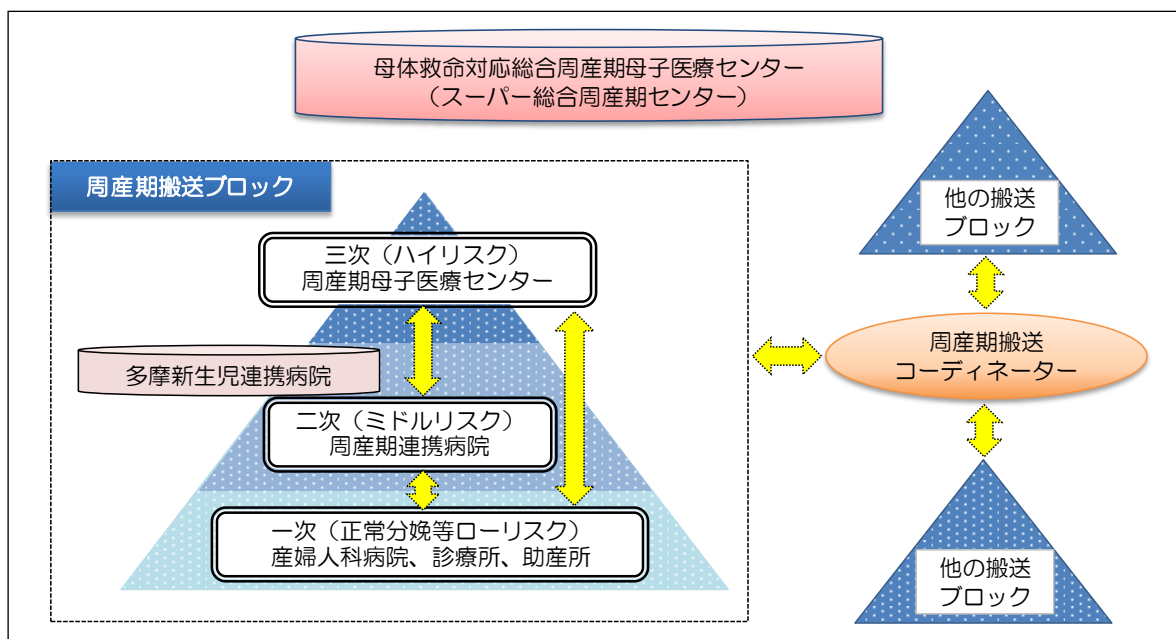 母体救命対応総合周産期母子医療センター
（スーパー総合周産期センター）
周産期搬送ブロック
三次（ハイリスク）
周産期母子医療センター
多摩新生児連携病院
二次（ミドルリスク）
周産期連携病院
一次（正常分娩等ローリスク）
産婦人科病院、診療所、助産所
他の搬送
ブロック
周産期搬送
コーディネーター
他の搬送
ブロック